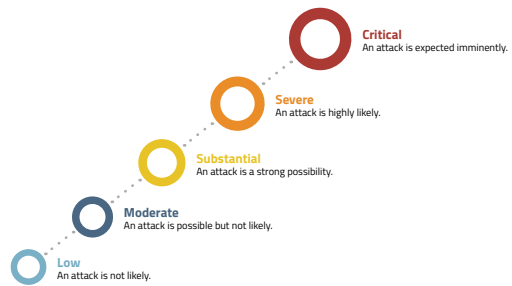 Critical
An attack is expected imminently.
Severe
An attack is highly likely.
Substantial
An attack is a strong possibility.
Moderate
An attack is possible but not likely.
Low
An attack is not likely.